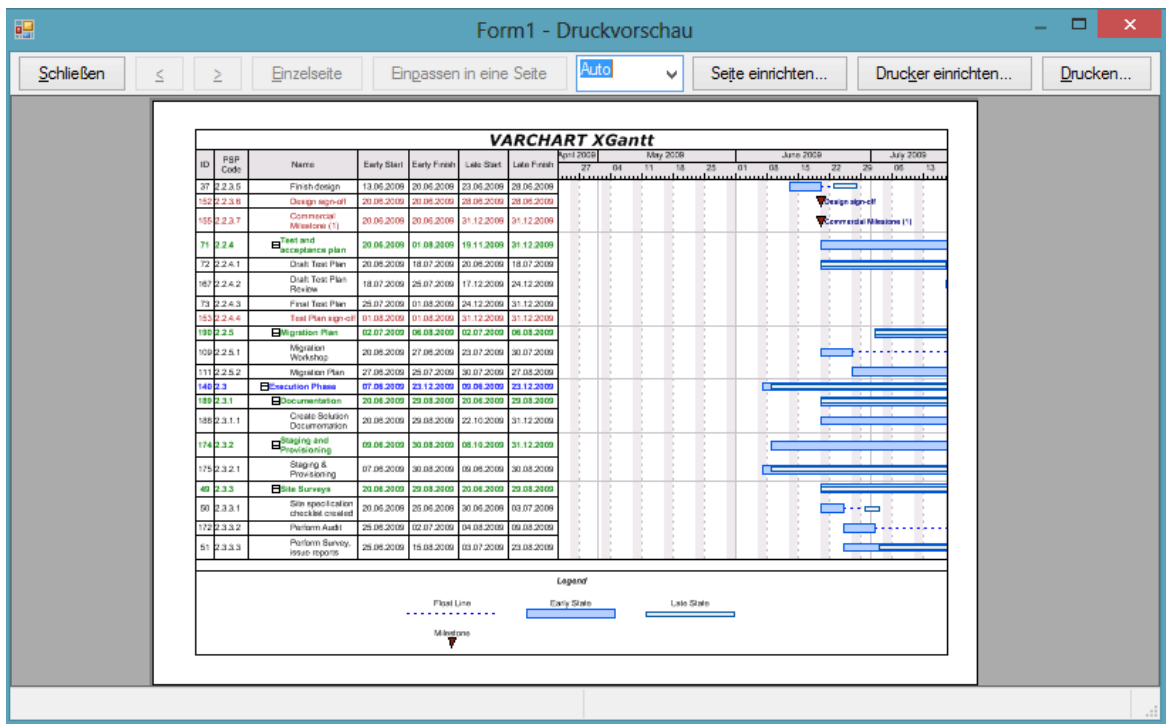 Form1 - Druckvorschau
Schließen < > Einzelseite Einpassen in eine Seite Auto Seite einrichten... Drucker einrichten... Drucken...
VARCHART XGantt
ID PSP Code Name Early Start Early Finish Late Start Late Finish April 2009 May 2009 June 2009 July 2009
27 04 11 18 25 01 08 15 22 29 06 13
37 2.2.3.5 Finish design 13.06.2009 20.06.2009 23.06.2009 28.06.2009
152 2.2.3.6 Design sign-off 20.06.2009 20.06.2009 28.06.2009 28.06.2009 Design sign-off
155 2.2.3.7 Commercial Milestone (1) 20.06.2009 20.06.2009 31.12.2009 31.12.2009 Commercial Milestone (1)
71 2.2.4 Test and acceptance plan 20.06.2009 01.08.2009 19.11.2009 31.12.2009
72 2.2.4.1 Draft Test Plan 20.06.2009 18.07.2009 20.06.2009 18.07.2009
167 2.2.4.2 Draft Test Plan Review 18.07.2009 25.07.2009 17.12.2009 24.12.2009
73 2.2.4.3 Final Test Plan 25.07.2009 01.08.2009 24.12.2009 31.12.2009
153 2.2.4.4 Test Plan sign-off 01.08.2009 01.08.2009 31.12.2009 31.12.2009
190 2.2.5 Migration Plan 02.07.2009 06.08.2009 02.07.2009 06.08.2009
109 2.2.5.1 Migration Workshop 20.06.2009 27.06.2009 23.07.2009 30.07.2009
111 2.2.5.2 Migration Plan 27.06.2009 25.07.2009 30.07.2009 27.08.2009
140 2.3 Execution Phase 07.06.2009 23.12.2009 09.06.2009 23.12.2009
189 2.3.1 Documentation 20.06.2009 29.08.2009 20.06.2009 29.08.2009
2.3.1.1 Create Solution Documentation 20.06.2009 29.08.2009 22.10.2009 31.12.2009
174 2.3.2 Staging and Provisioning 09.06.2009 30.08.2009 08.10.2009 31.12.2009
175 2.3.2.1 Staging & Provisioning 07.06.2009 30.08.2009 09.06.2009 30.08.2009
49 2.3.3 Site Surveys 20.06.2009 29.08.2009 20.06.2009 29.08.2009
50 2.3.3.1 Site specification checklist created 20.06.2009 25.06.2009 30.06.2009 03.07.2009
172 2.3.3.2 Perform Audit 25.06.2009 02.07.2009 04.08.2009 09.08.2009
51 2.3.3.3 Perform Survey, issue reports 25.06.2009 15.08.2009 03.07.2009 23.08.2009
Legend
Float Line Early State Late State
Milestone